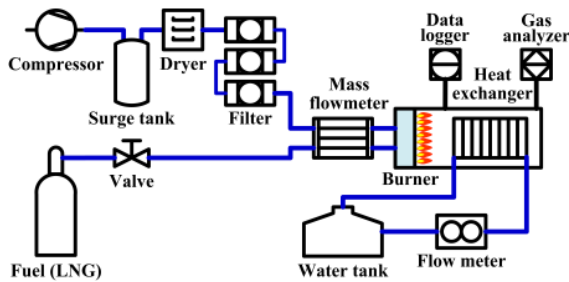 Data
logger
Gas
analyzer
Compressor
Dryer
Heat
exchanger
Mass
flowmeter
Surge tank
Filter
Valve
Burner
Fuel (LNG)
Water tank
Flow meter